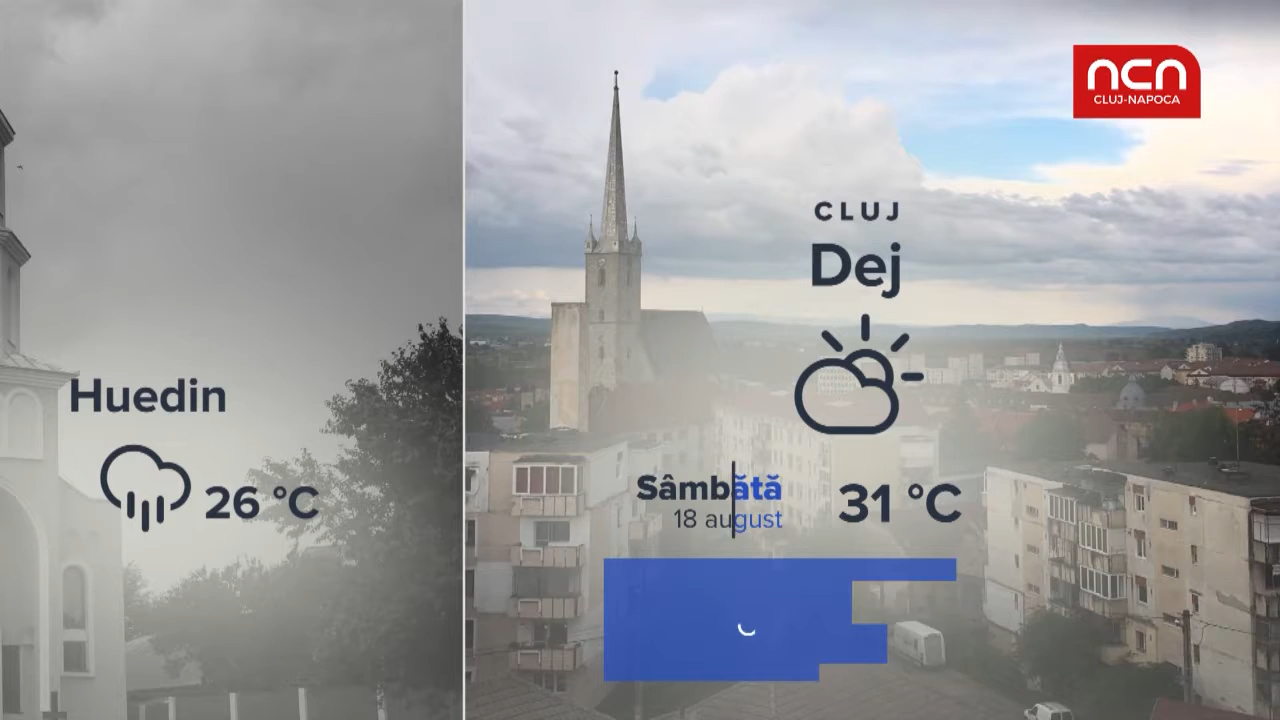 Huedin
26 °C
NCN
CLUJ-NAPOCA
CLUJ
Dej
Sâmbătă
18 august
31 °C